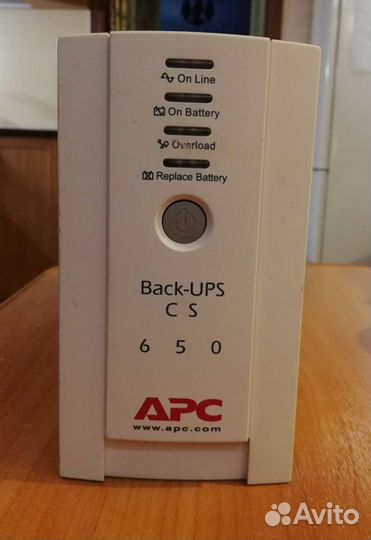 On Line
On Battery
Overload
Replace Battery
Back-UPS
C S
6 5 0
APC
www.apc.com
Avito